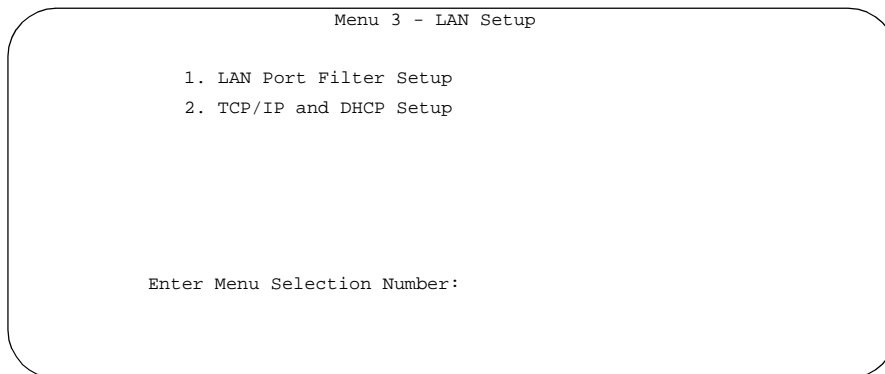 Menu 3 - LAN Setup
1. LAN Port Filter Setup
2. TCP/IP and DHCP Setup
Enter Menu Selection Number: